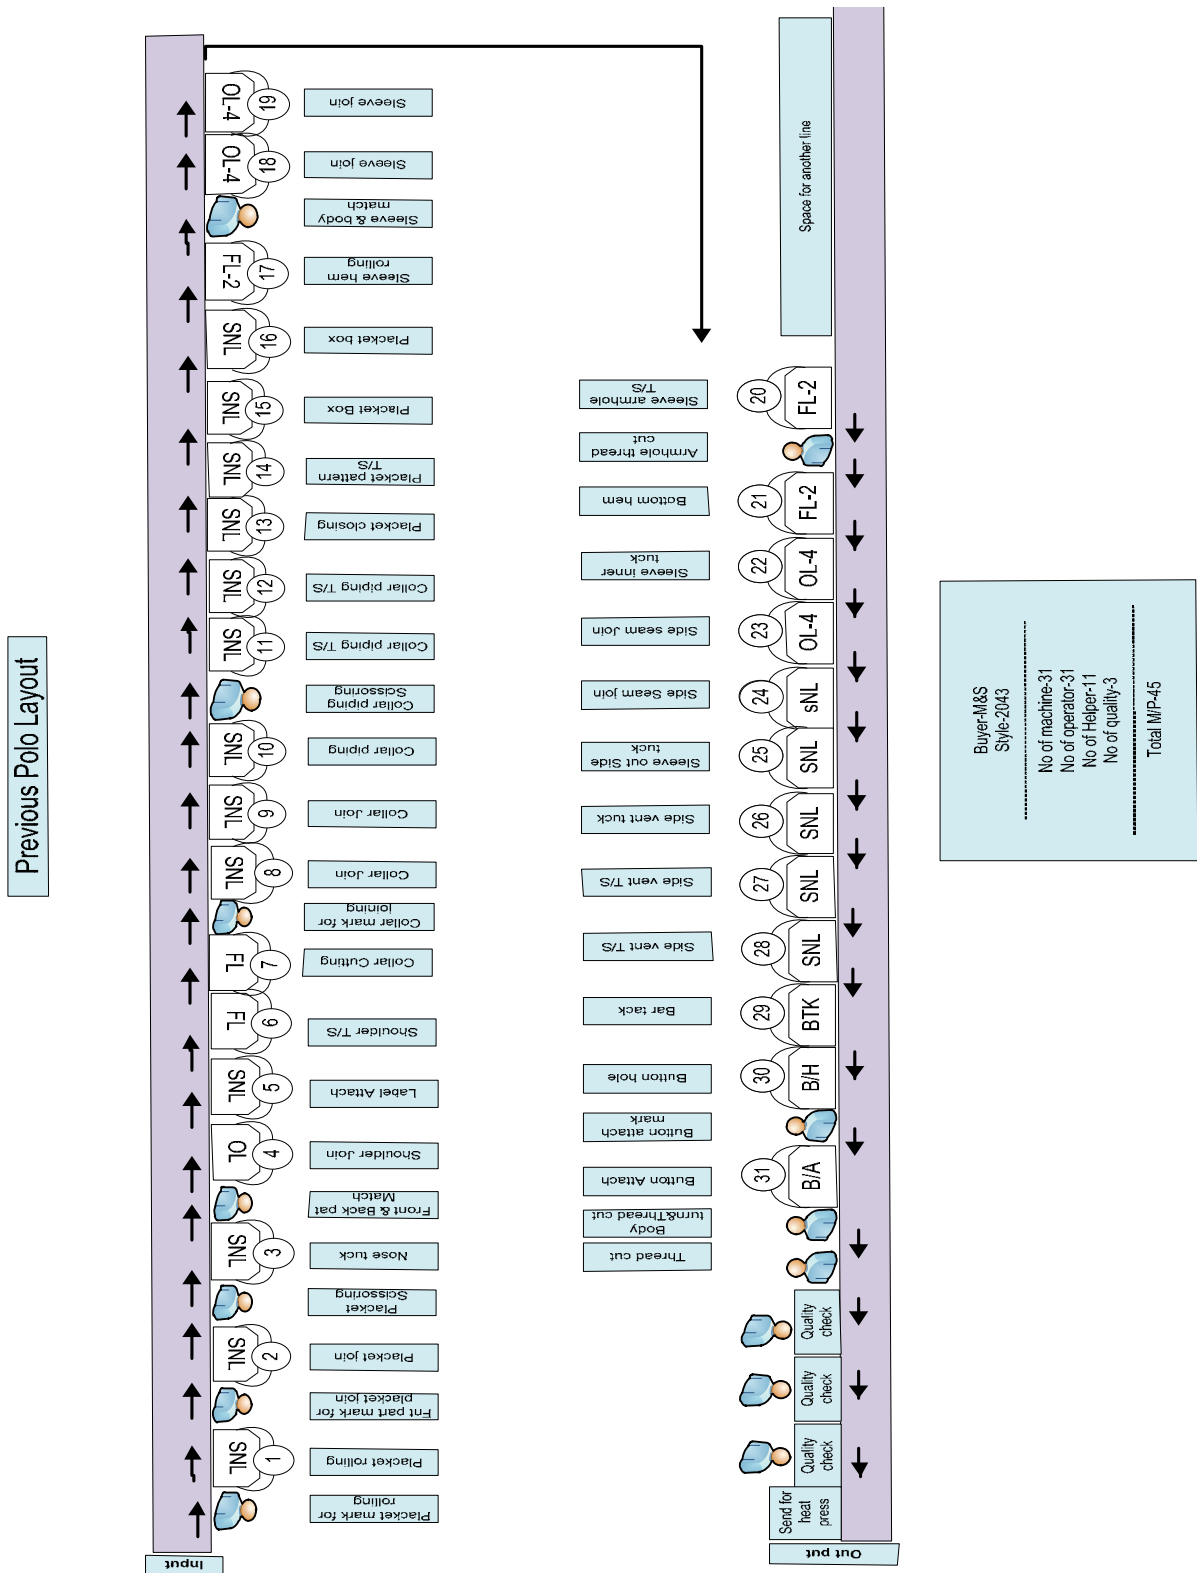 Previous Polo Layout
Input
Placket mark for
rolling
SNL
1
Placket rolling
Fnt part mark for
placket join
SNL
2
Placket join
Placket
Scissoring
SNL
3
Nose tuck
Front & Back pat
Match
OL
4
Shoulder Join
SNL
5
Label Attach
FL
6
Shoulder T/S
FL
7
Collar Cutting
Collar mark for
joining
SNL
8
Collar Join
SNL
9
Collar Join
SNL
10
Collar piping
Collar piping
Scissoring
SNL
11
Collar piping T/S
SNL
12
Collar piping T/S
SNL
13
Placket closing
SNL
14
Placket pattern
T/S
SNL
15
Placket Box
SNL
16
Placket box
FL-2
17
Sleeve hem
rolling
Sleeve & body
match
OL-4
18
Sleeve join
OL-4
19
Sleeve join
Space for another line
Sleeve armhole
T/S
20
FL-2
Armhole thread
cut
Bottom hem
21
FL-2
Sleeve inner
tuck
22
OL-4
Side seam Join
23
OL-4
Side Seam join
24
sNL
Sleeve out Side
tuck
25
SNL
Side vent tuck
26
SNL
Side vent T/S
27
SNL
Side vent T/S
28
SNL
Bar tack
29
BTK
Button hole
30
B/H
Button attach
mark
Button Attach
31
B/A
Body
turn&Thread cut
Thread cut
Quality
check
Quality
check
Quality
check
Send for
heat
press
Out put
Buyer-M&S
Style-2043
No of machine-31
No of operator-31
No of Helper-11
No of quality-3
Total M/P-45